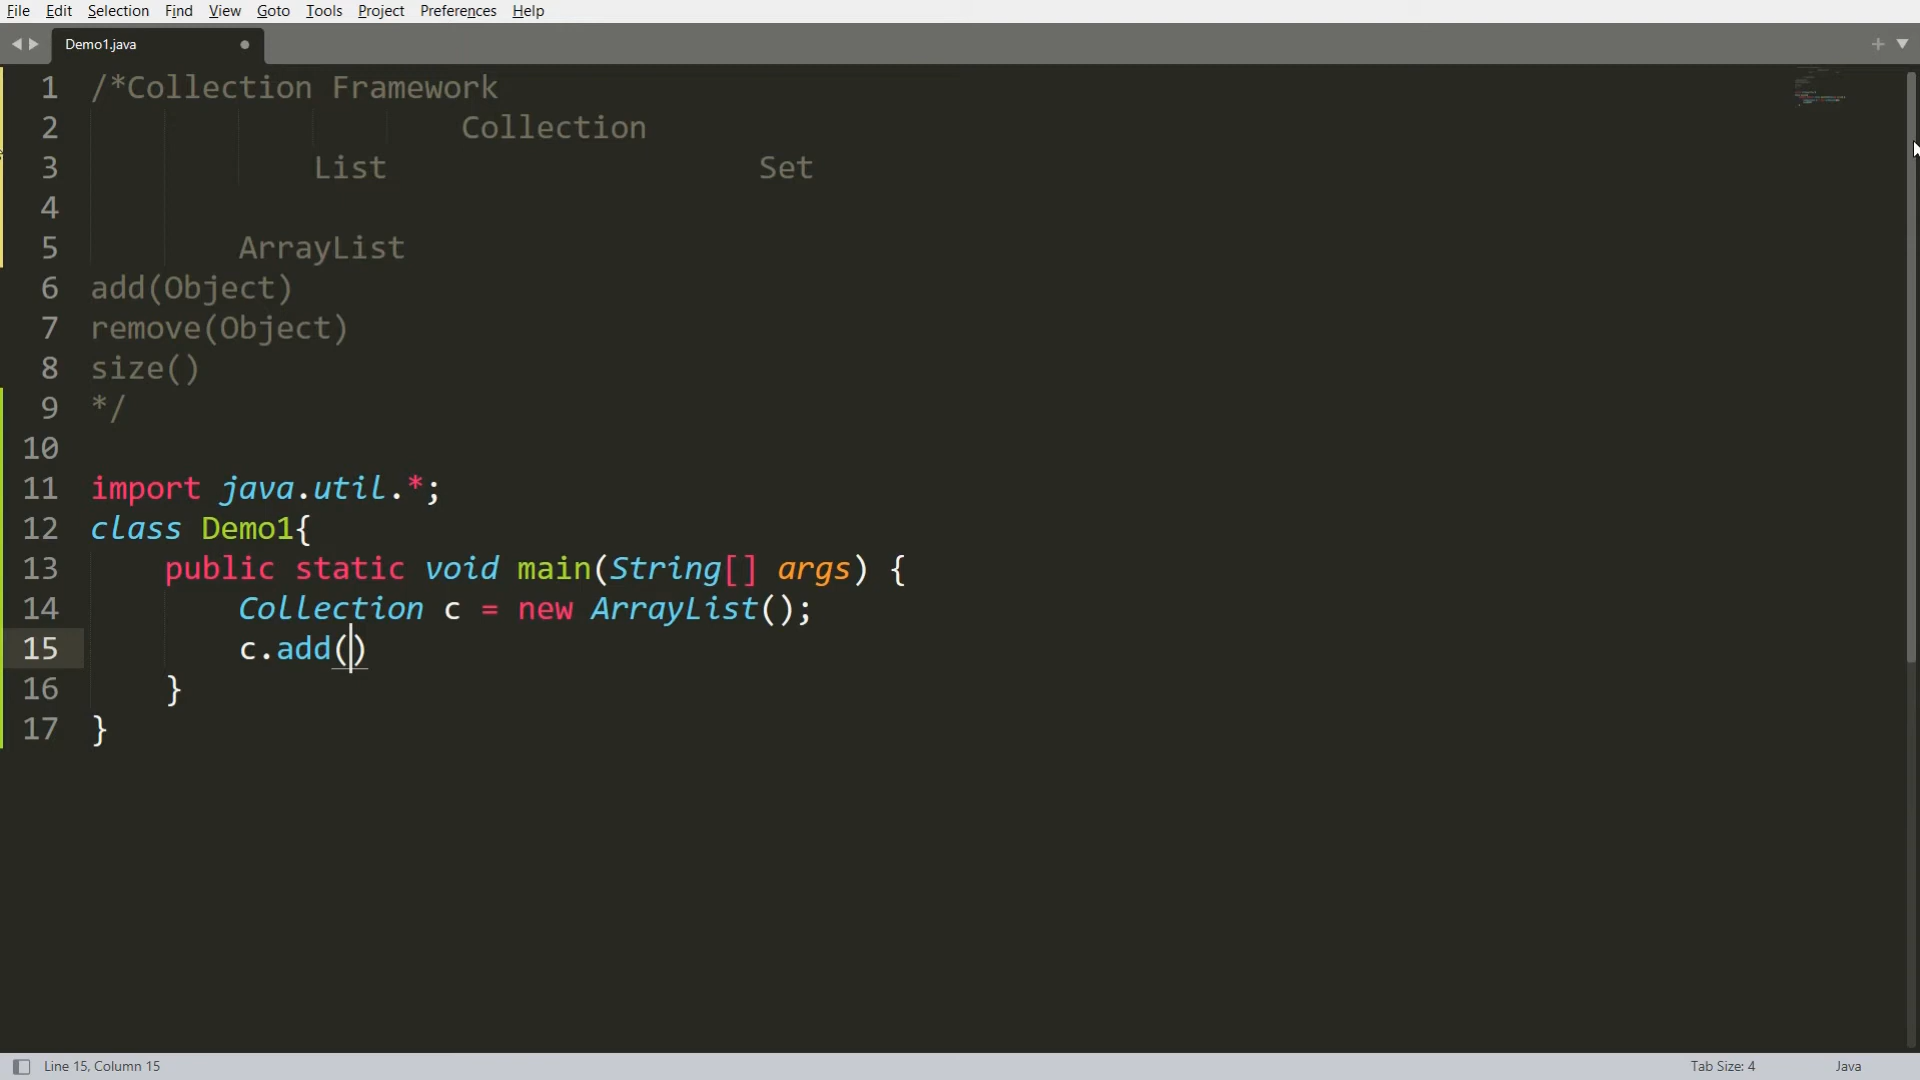 File Edit Selection Find View Goto Tools Project Preferences Help
Demo1.java
1 /*Collection Framework
2 Collection
3 List Set
4
5 ArrayList
6 add(Object)
7 remove(Object)
8 size()
9 */
10
11 import java.util.*;
12 class Demo1{
13 public static void main(String[] args) {
14 Collection c = new ArrayList();
15 c.add()
16 }
17 }
Line 15, Column 15 Tab Size: 4 Java